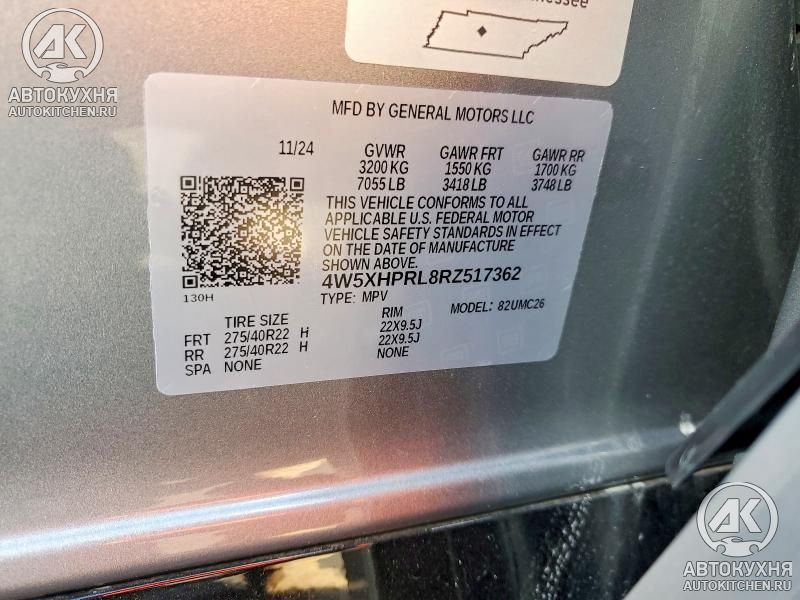 nnessee
AK
АВТОКУХНЯ
AUTOKITCHEN.RU
MFD BY GENERAL MOTORS LLC
11/24 GVWR GAWR FRT GAWR RR
3200 KG 1550 KG 1700 KG
7055 LB 3418 LB 3748 LB
THIS VEHICLE CONFORMS TO ALL
APPLICABLE U.S. FEDERAL MOTOR
VEHICLE SAFETY STANDARDS IN EFFECT
ON THE DATE OF MANUFACTURE
SHOWN ABOVE.
4W5XHPRL8RZ517362
130H
TYPE: MPV MODEL: 82UMC26
TIRE SIZE RIM
FRT 275/40R22 H 22X9.5J
RR 275/40R22 H 22X9.5J
SPA NONE NONE
AK
АВТОКУХНЯ
AUTOKITCHEN.RU